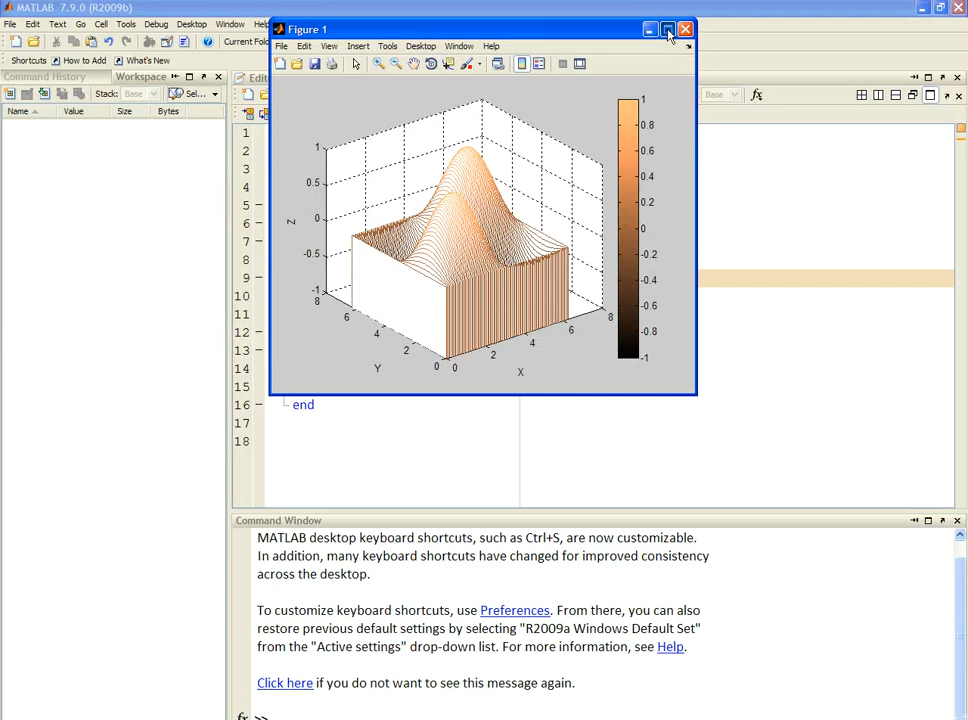 MATLAB 7.9.0 (R2009b)
File Edit Text Go Cell Tools Debug Desktop Window Hel
Current Fol
Shortcuts How to Add What's New
Command History Workspace
Edi
Stack: Base Sel...
Base fx
Name Value Size Bytes
Figure 1
File Edit View Insert Tools Desktop Window Help
1
0.5
0
-0.5
-1
Z
8
6
4
2
0
Y
0
2
4
6
8
X
1
0.8
0.6
0.4
0.2
0
-0.2
-0.4
-0.6
-0.8
-1
1
2
3
4
5
6
7
8
9
10
11
12
13
14
15
16 end
17
18
Command Window
MATLAB desktop keyboard shortcuts, such as Ctrl+S, are now customizable.
In addition, many keyboard shortcuts have changed for improved consistency
across the desktop.
To customize keyboard shortcuts, use Preferences. From there, you can also
restore previous default settings by selecting "R2009a Windows Default Set"
from the "Active settings" drop-down list. For more information, see Help.
Click here if you do not want to see this message again.
fx >>